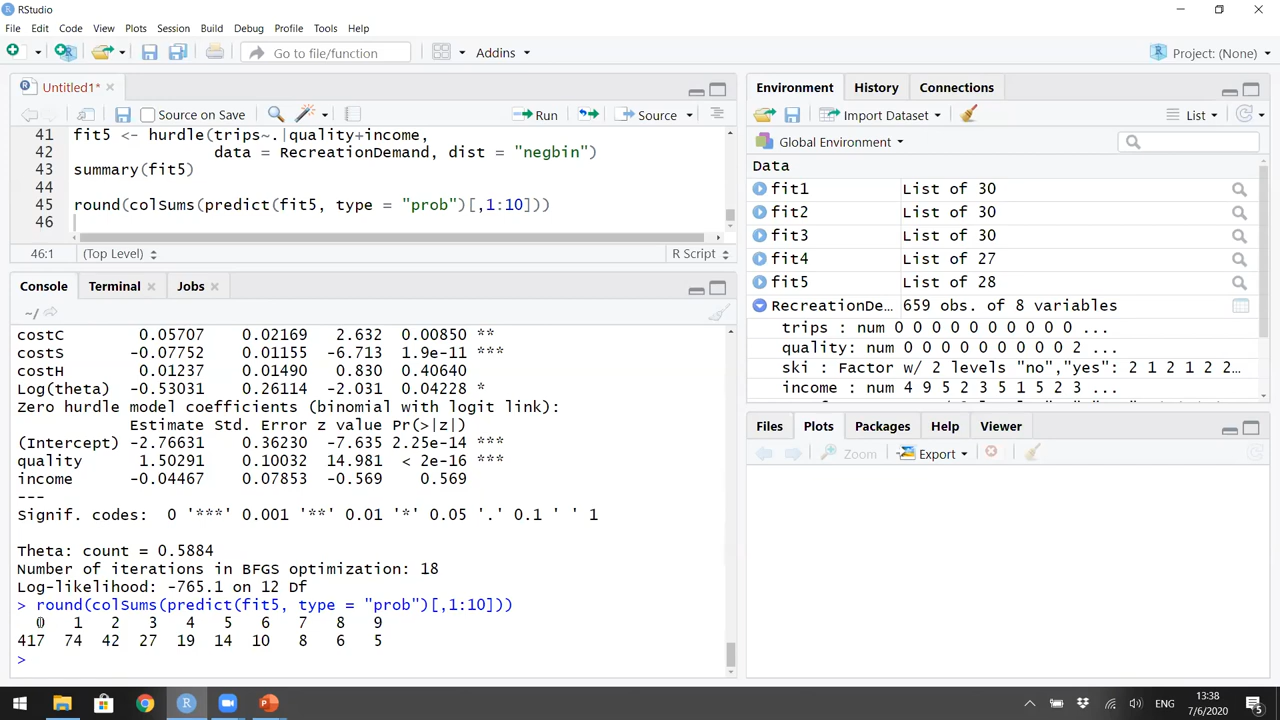 RStudio
File Edit Code View Plots Session Build Debug Profile Tools Help
Go to file/function Addins Project: (None)
Untitled1*
Source on Save Run Source
41 fit5 <- hurdle(trips~.|quality+income,
42 data = RecreationDemand, dist = "negbin")
43 summary(fit5)
44
45 round(colSums(predict(fit5, type = "prob")[,1:10]))
46
46:1 (Top Level) R Script
Console Terminal Jobs
~/
costC 0.05707 0.02169 2.632 0.00850 **
costS -0.07752 0.01155 -6.713 1.9e-11 ***
costH 0.01237 0.01490 0.830 0.40640
Log(theta) -0.53031 0.26114 -2.031 0.04228 *
Zero hurdle model coefficients (binomial with logit link):
Estimate Std. Error z value Pr(>|z|)
(Intercept) -2.76631 0.36230 -7.635 2.25e-14 ***
quality 1.50291 0.10032 14.981 < 2e-16 ***
income -0.04467 0.07853 -0.569 0.569
---
Signif. codes: 0 '***' 0.001 '**' 0.01 '*' 0.05 '.' 0.1 ' ' 1
Theta: count = 0.5884
Number of iterations in BFGS optimization: 18
Log-likelihood: -765.1 on 12 Df
> round(colSums(predict(fit5, type = "prob")[,1:10]))
0 1 2 3 4 5 6 7 8 9
417 74 42 27 19 14 10 8 6 5
>
Environment History Connections
Import Dataset List
Global Environment
Data
fit1 List of 30
fit2 List of 30
fit3 List of 30
fit4 List of 27
fit5 List of 28
RecreationDe… 659 obs. of 8 variables
trips : num 0 0 0 0 0 0 0 0 0 0 ...
quality: num 0 0 0 0 0 0 0 0 0 2 ...
ski : Factor w/ 2 levels "no","yes": 2 1 2 1 2 2…
income : num 4 9 5 2 3 5 1 5 2 3 ...
Files Plots Packages Help Viewer
Zoom Export
ENG
13:38
7/6/2020
5